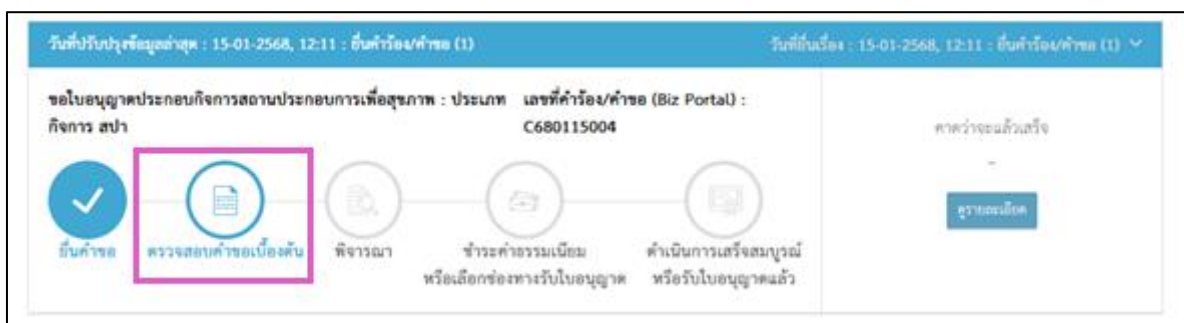 วันที่ปรับปรุงข้อมูลล่าสุด : 15-01-2568, 12:11 : ยื่นคำร้อง/คำขอ (1)
วันที่ยื่นเรื่อง : 15-01-2568, 12:11 : ยื่นคำร้อง/คำขอ (1)
ขอใบอนุญาตประกอบกิจการสถานประกอบการเพื่อสุขภาพ : ประเภท
กิจการ สปา
เลขที่คำร้อง/คำขอ (Biz Portal) :
C680115004
คาดว่าจะแล้วเสร็จ
-
ดูรายละเอียด
ยื่นคำขอ
ตรวจสอบคำขอเบื้องต้น
พิจารณา
ชำระค่าธรรมเนียม
หรือเลือกช่องทางรับใบอนุญาต
ดำเนินการเสร็จสมบูรณ์
หรือรับใบอนุญาตแล้ว